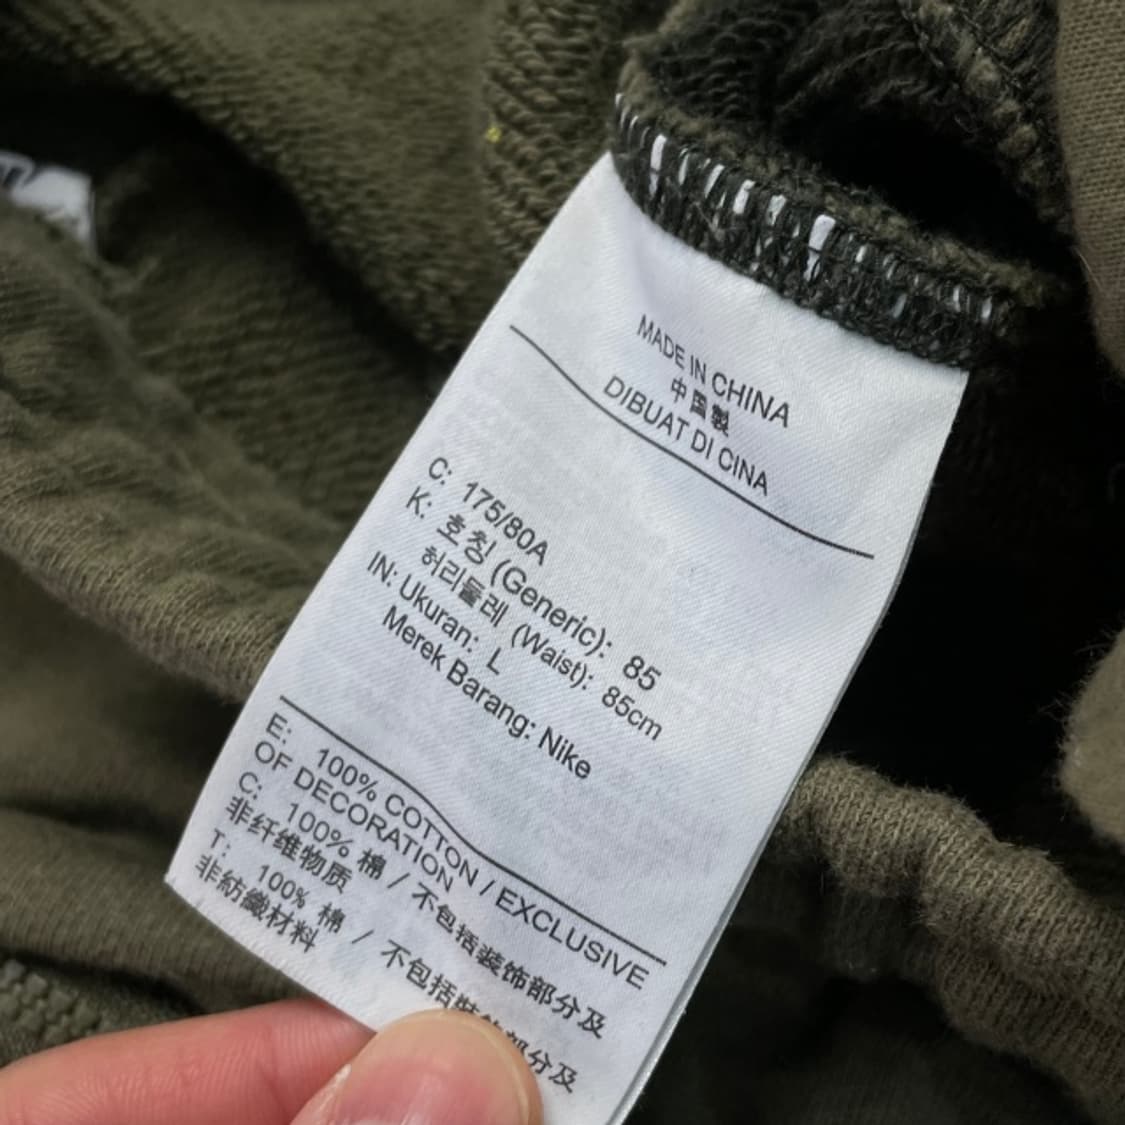 MADE IN CHINA
中国製
DIBUAT DI CINA
C: 175/80A
K: 호칭 (Generic): 85
허리둘레 (Waist): 85cm
IN: Ukuran: L
Merek Barang: Nike
E: 100% COTTON / EXCLUSIVE
OF DECORATION
C: 100% 棉 / 不包括装饰部分及
非纤维物质
T: 100% 棉 / 不包括裝飾部分及
非紡織材料